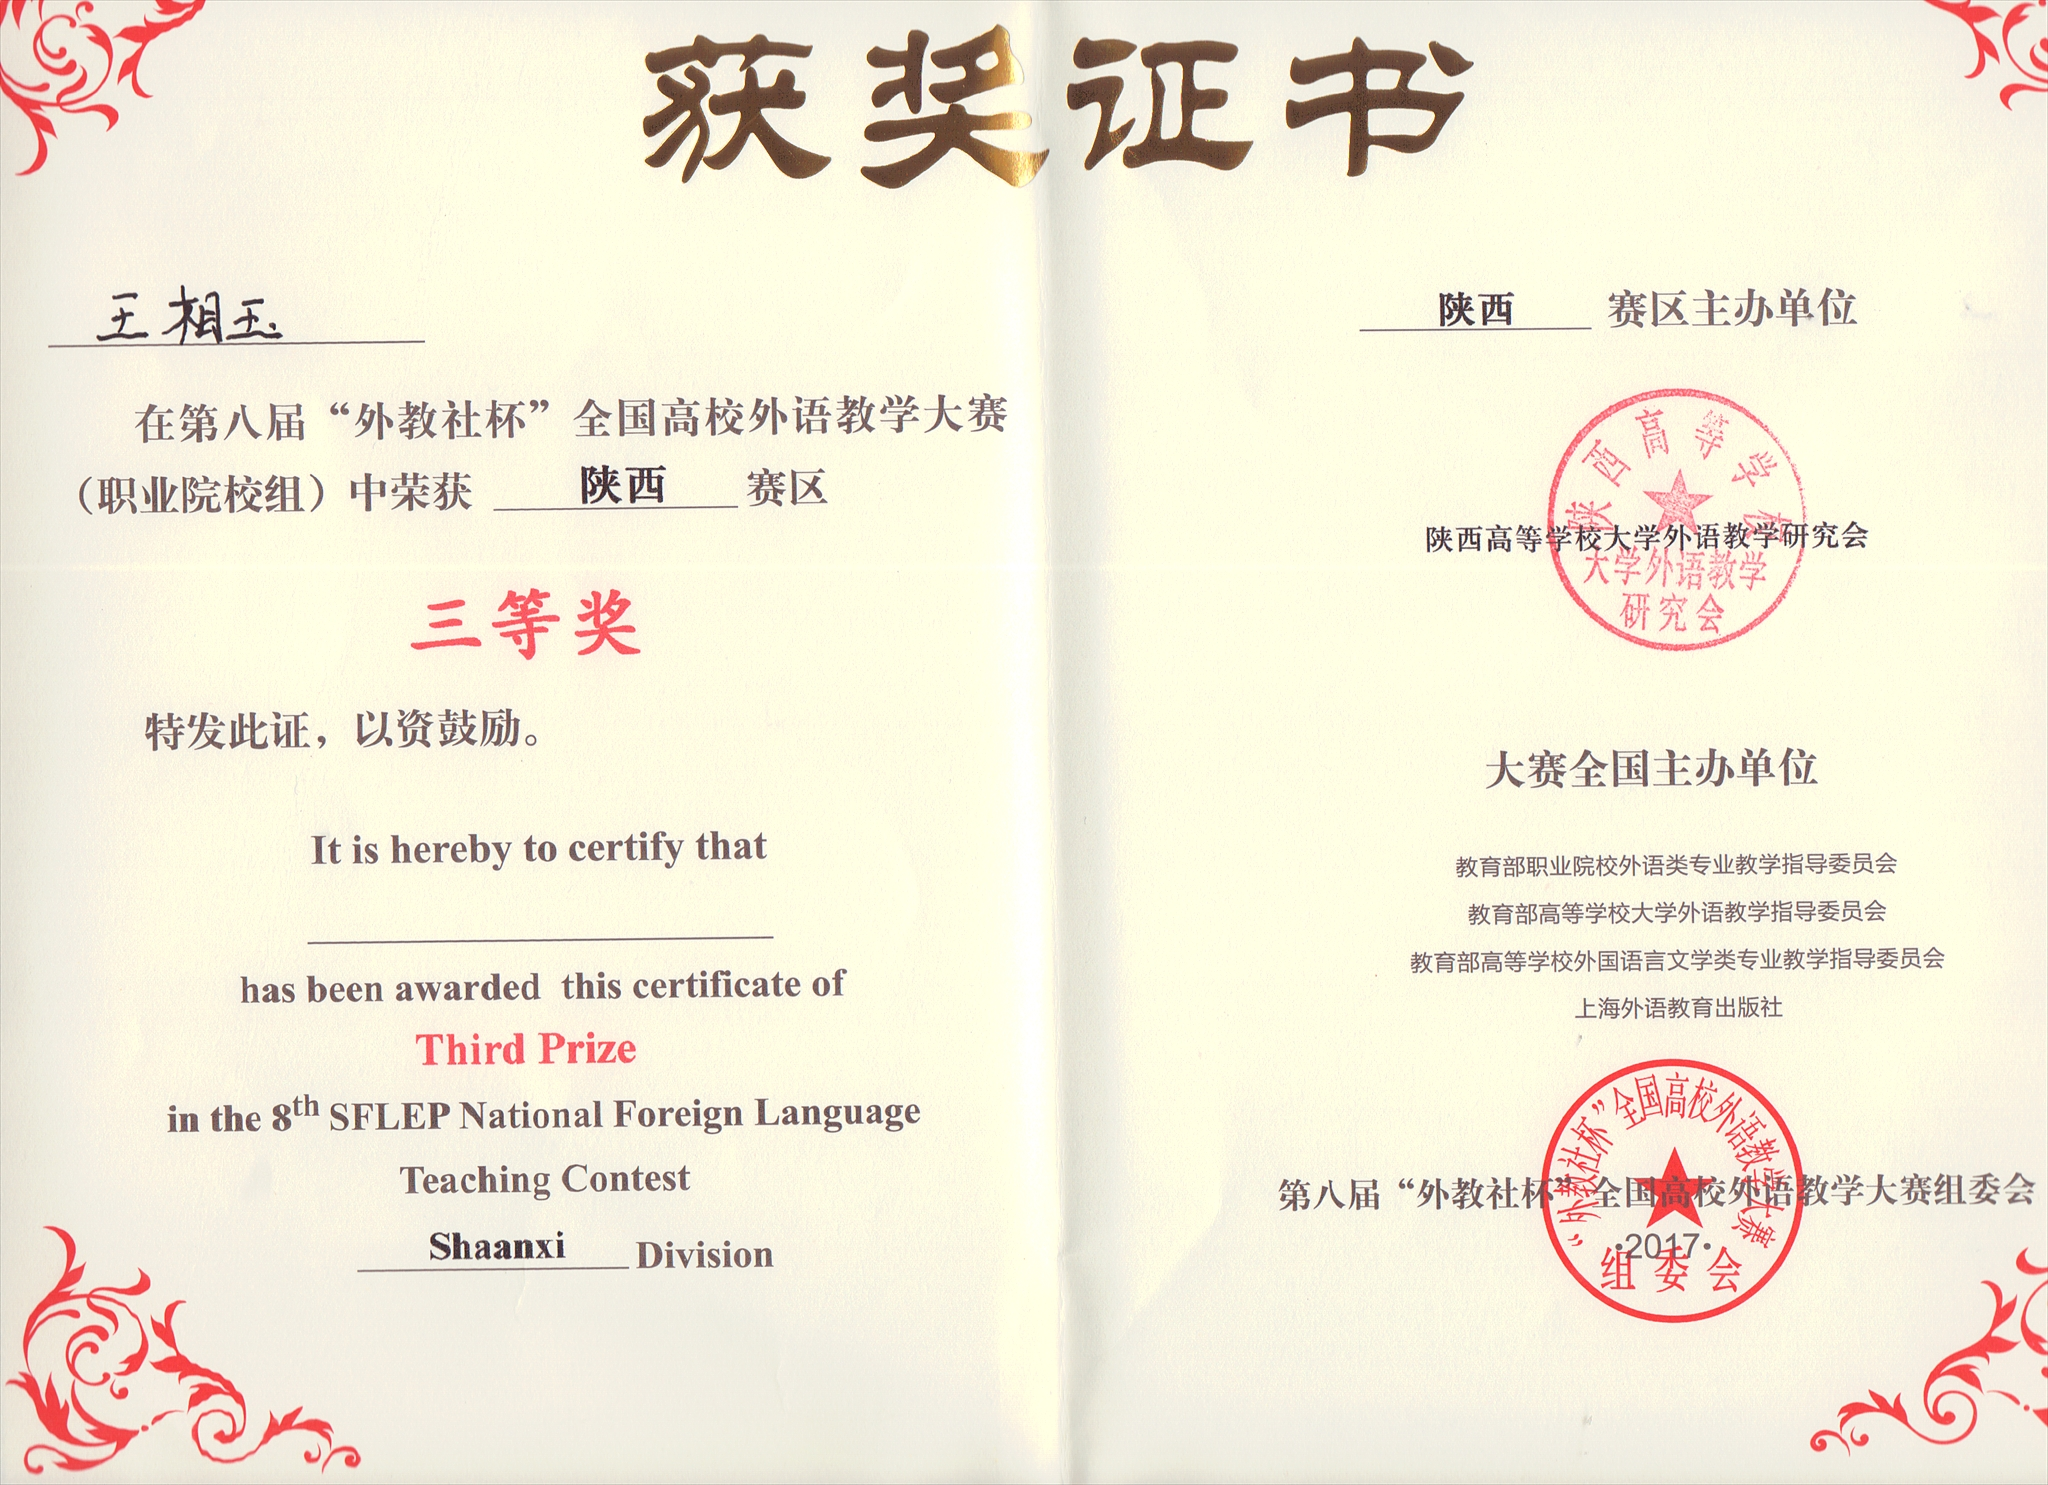 获奖证书
王相玉
在第八届“外教社杯”全国高校外语教学大赛
（职业院校组）中荣获 陕西 赛区
三等奖
特发此证，以资鼓励。
It is hereby to certify that
has been awarded this certificate of
Third Prize
in the 8th SFLEP National Foreign Language
Teaching Contest
Shaanxi Division
陕西 赛区主办单位
陕西高等学校大学外语教学研究会
陕西高等学校
大学外语教学
研究会
大赛全国主办单位
教育部职业院校外语类专业教学指导委员会
教育部高等学校大学外语教学指导委员会
教育部高等学校外国语言文学类专业教学指导委员会
上海外语教育出版社
第八届“外教社杯”全国高校外语教学大赛组委会
“外教社杯”全国高校外语教学大赛
·2017·
组委会